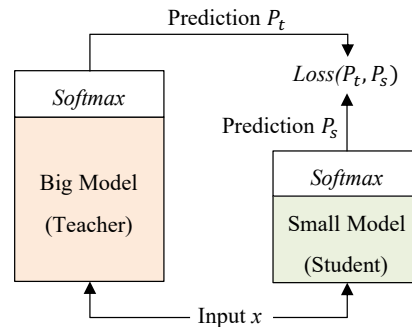 Prediction P_t
Softmax
Loss(P_t, P_s)
Prediction P_s
Big Model
(Teacher)
Softmax
Small Model
(Student)
Input x